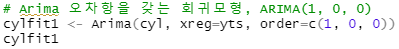 # Arima 오차항을 갖는 회귀모형, ARIMA(1, 0, 0)
cylfit1 <- Arima(cyl, xreg=yts, order=c(1, 0, 0))
cylfit1